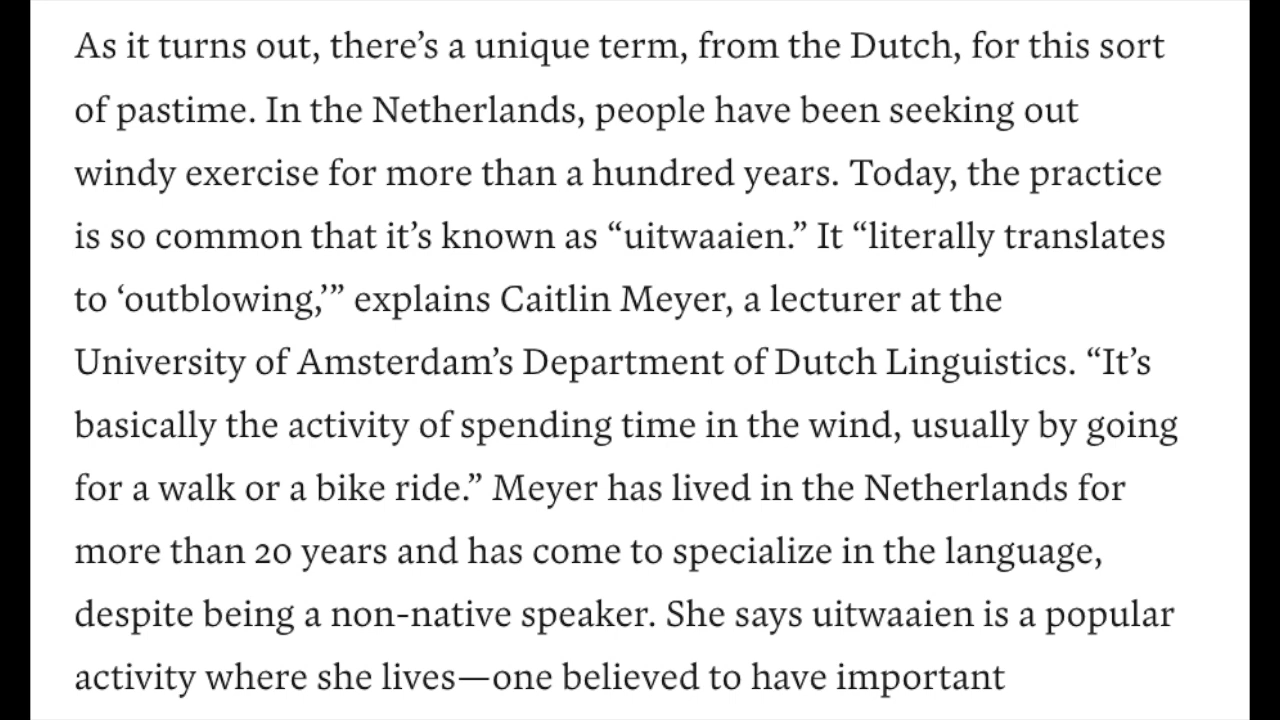 As it turns out, there’s a unique term, from the Dutch, for this sort
of pastime. In the Netherlands, people have been seeking out
windy exercise for more than a hundred years. Today, the practice
is so common that it’s known as “uitwaaien.” It “literally translates
to ‘outblowing,’” explains Caitlin Meyer, a lecturer at the
University of Amsterdam’s Department of Dutch Linguistics. “It’s
basically the activity of spending time in the wind, usually by going
for a walk or a bike ride.” Meyer has lived in the Netherlands for
more than 20 years and has come to specialize in the language,
despite being a non-native speaker. She says uitwaaien is a popular
activity where she lives—one believed to have important